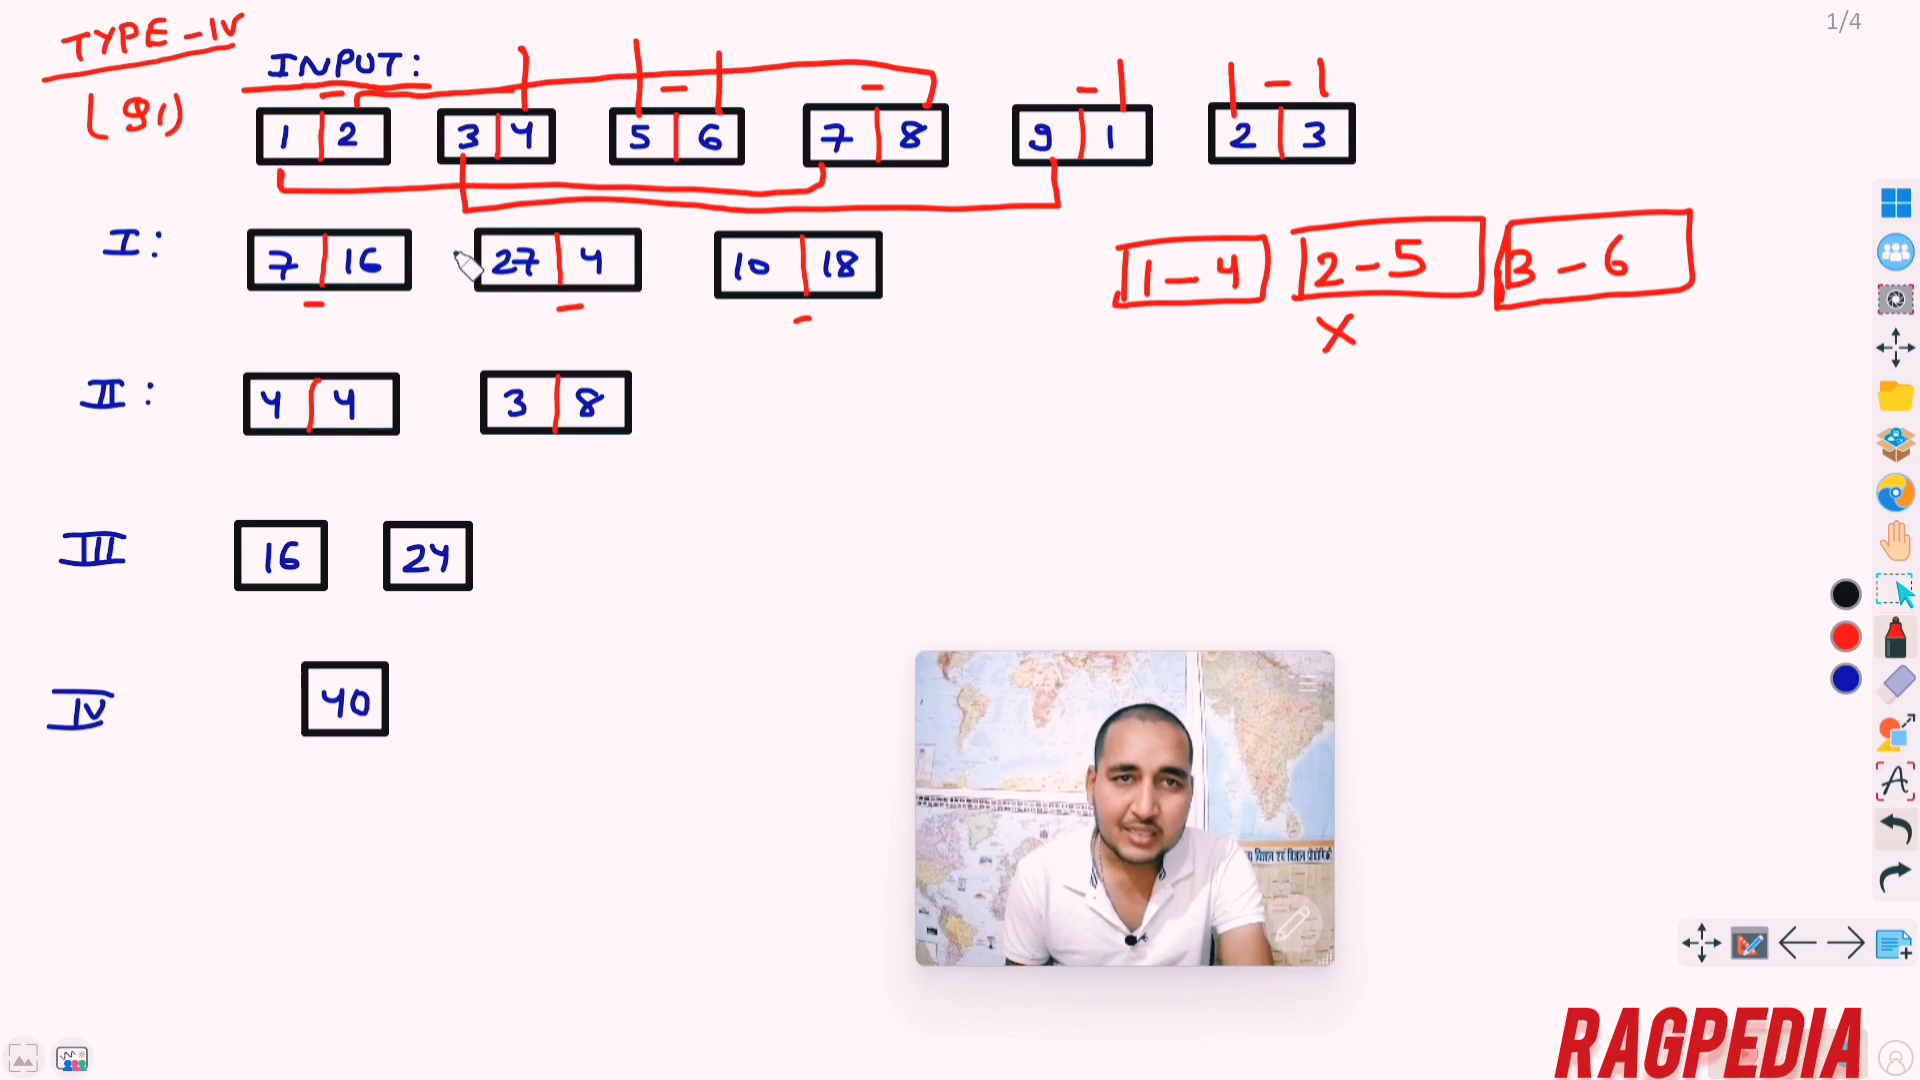 1/4
TYPE-IV
(91)
INPUT:
1 2 3 4 5 6 7 8 9 1 2 3
I: 7 16 27 4 10 18
1-4 2-5 3-6
X
II: 4 4 3 8
III 16 24
IV 40
RAGPEDIA